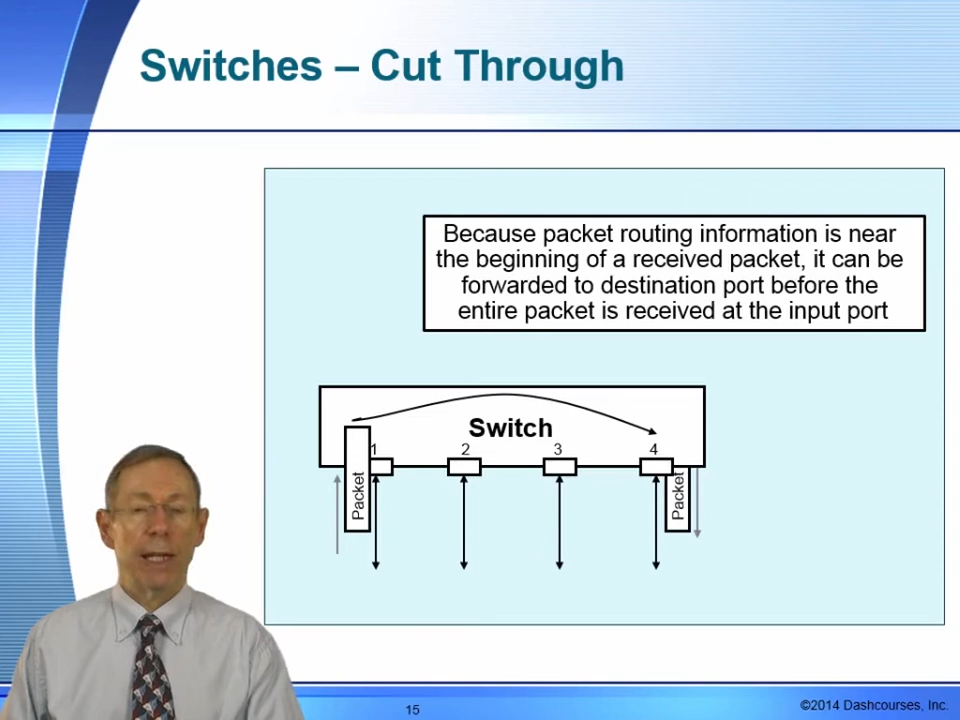 Switches – Cut Through
Because packet routing information is near
the beginning of a received packet, it can be
forwarded to destination port before the
entire packet is received at the input port
Switch
1
2
3
4
Packet
Packet
15
©2014 Dashcourses, Inc.